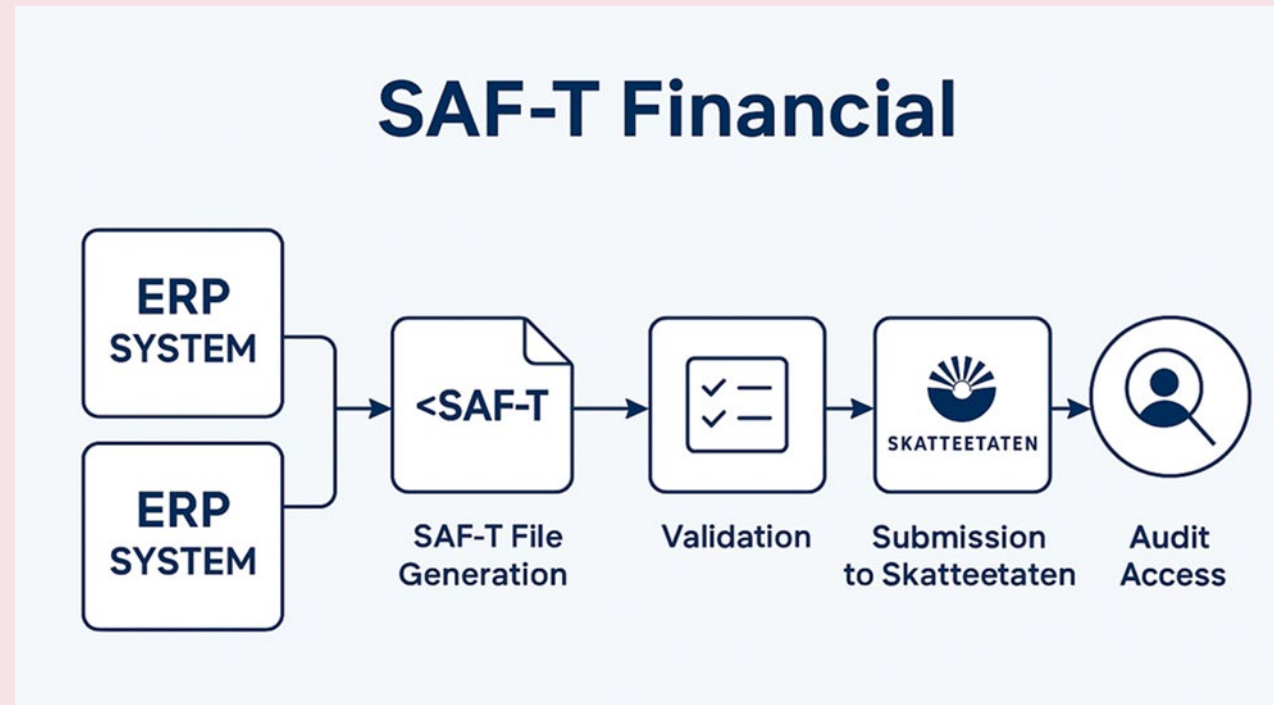 SAF-T Financial
ERP
SYSTEM
ERP
SYSTEM
<SAF-T
SKATTEETATEN
SAF-T File
Generation
Validation
Submission
to Skatteetaten
Audit
Access